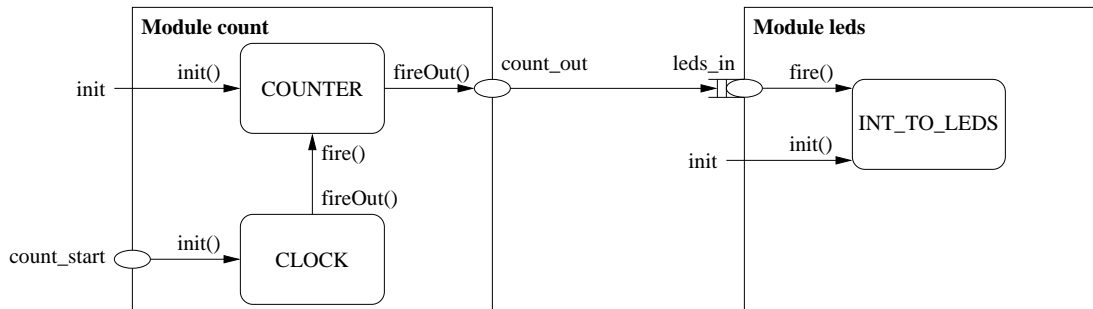 Module count
Module leds
init
init()
COUNTER
fireOut()
count_out
leds_in
fire()
INT_TO_LEDS
fire()
init
init()
fireOut()
count_start
init()
CLOCK